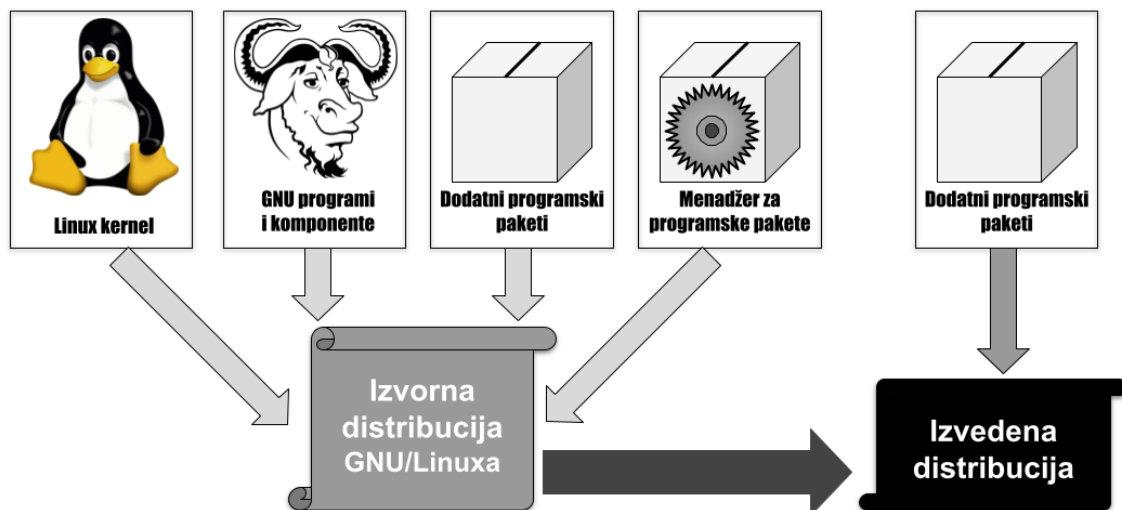 Linux kernel
GNU programi
i komponente
Dodatni programski
paketi
Menadžer za
programske pakete
Dodatni programski
paketi
Izvorna
distribucija
GNU/Linuxa
Izvedena
distribucija